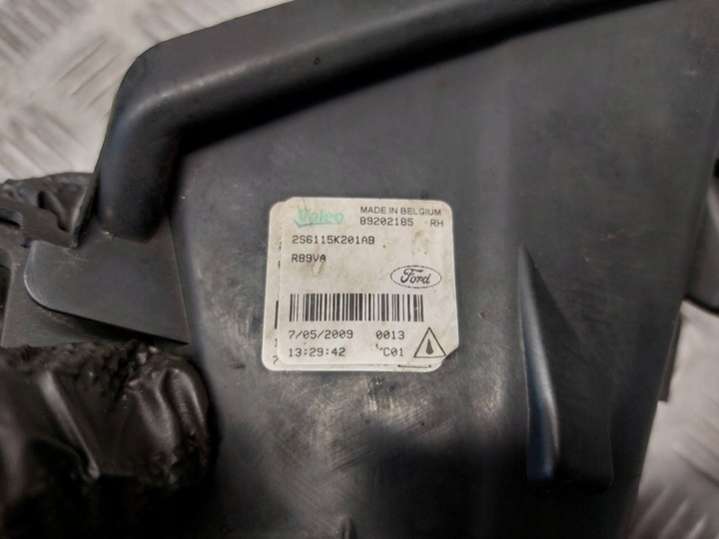 Valeo MADE IN BELGIUM
89202185 RH
2S6115K201AB
R89VA
Ford
7/05/2009 0013
13:29:42 C01